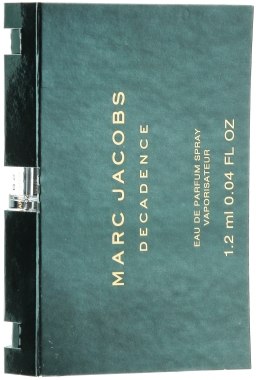 MARC JACOBS
DECADENCE
EAU DE PARFUM SPRAY
VAPORISATEUR
1.2 ml 0.04 FL OZ